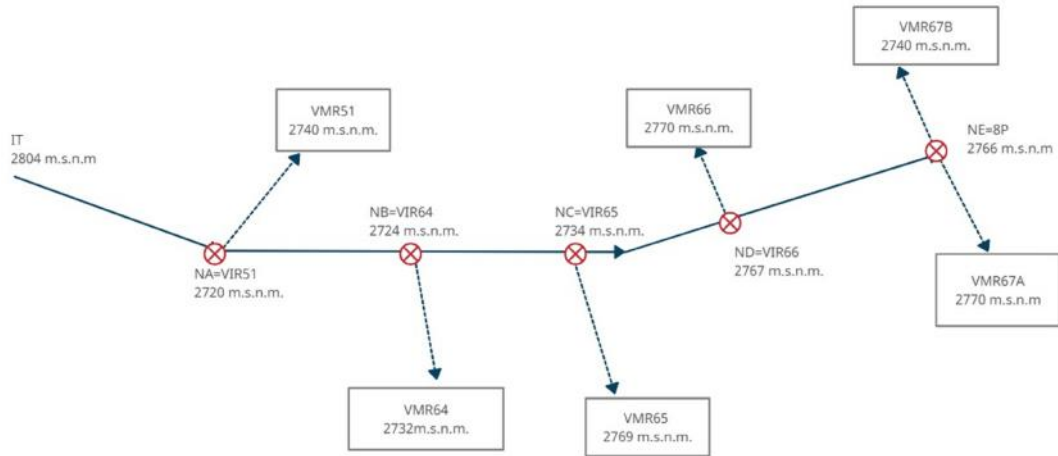 VMR67B
2740 m.s.n.m.
VMR51
2740 m.s.n.m.
VMR66
2770 m.s.n.m.
IT
2804 m.s.n.m
NE=8P
2766 m.s.n.m
NB=VIR64
2724 m.s.n.m.
NC=VIR65
2734 m.s.n.m.
NA=VIR51
2720 m.s.n.m.
ND=VIR66
2767 m.s.n.m.
VMR67A
2770 m.s.n.m
VMR64
2732m.s.n.m.
VMR65
2769 m.s.n.m.